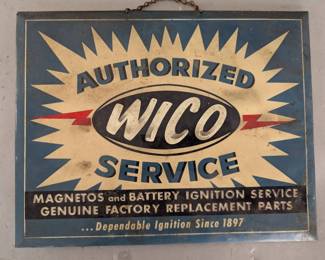 AUTHORIZED
WICO
SERVICE
MAGNETOS and BATTERY IGNITION SERVICE
GENUINE FACTORY REPLACEMENT PARTS
...Dependable Ignition Since 1897